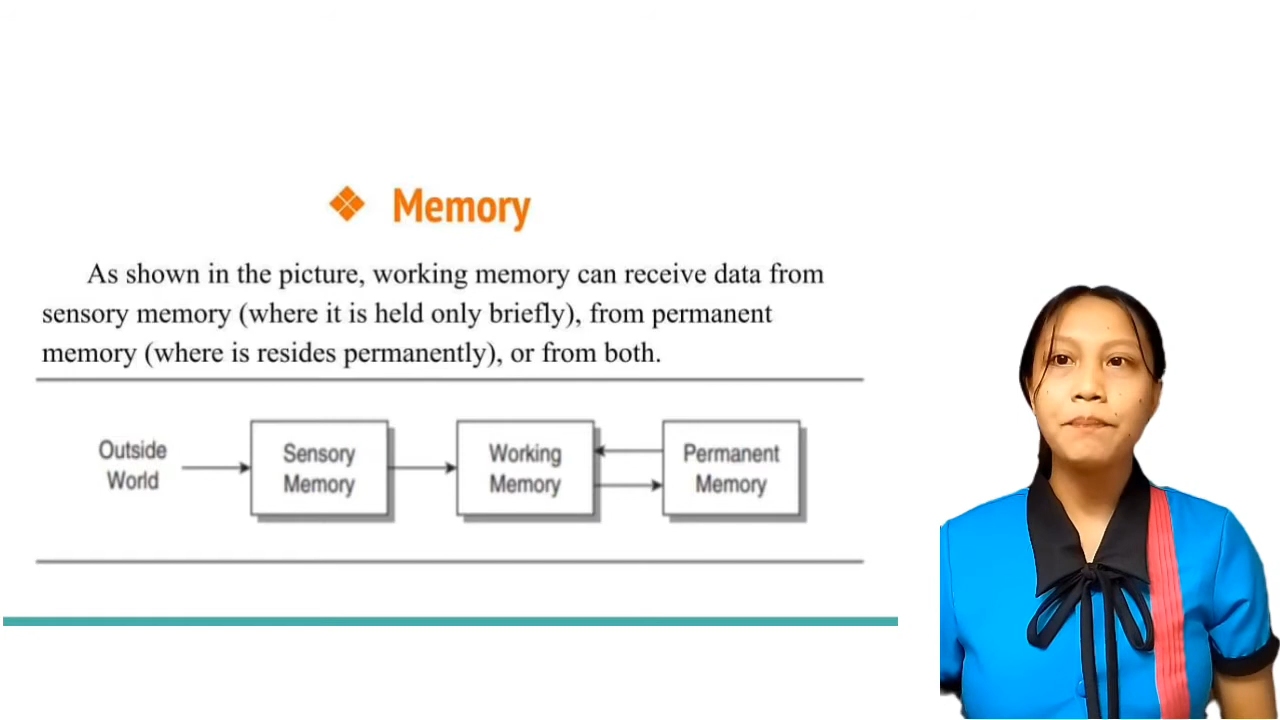 Memory
As shown in the picture, working memory can receive data from
sensory memory (where it is held only briefly), from permanent
memory (where is resides permanently), or from both.
Outside
World
Sensory
Memory
Working
Memory
Permanent
Memory